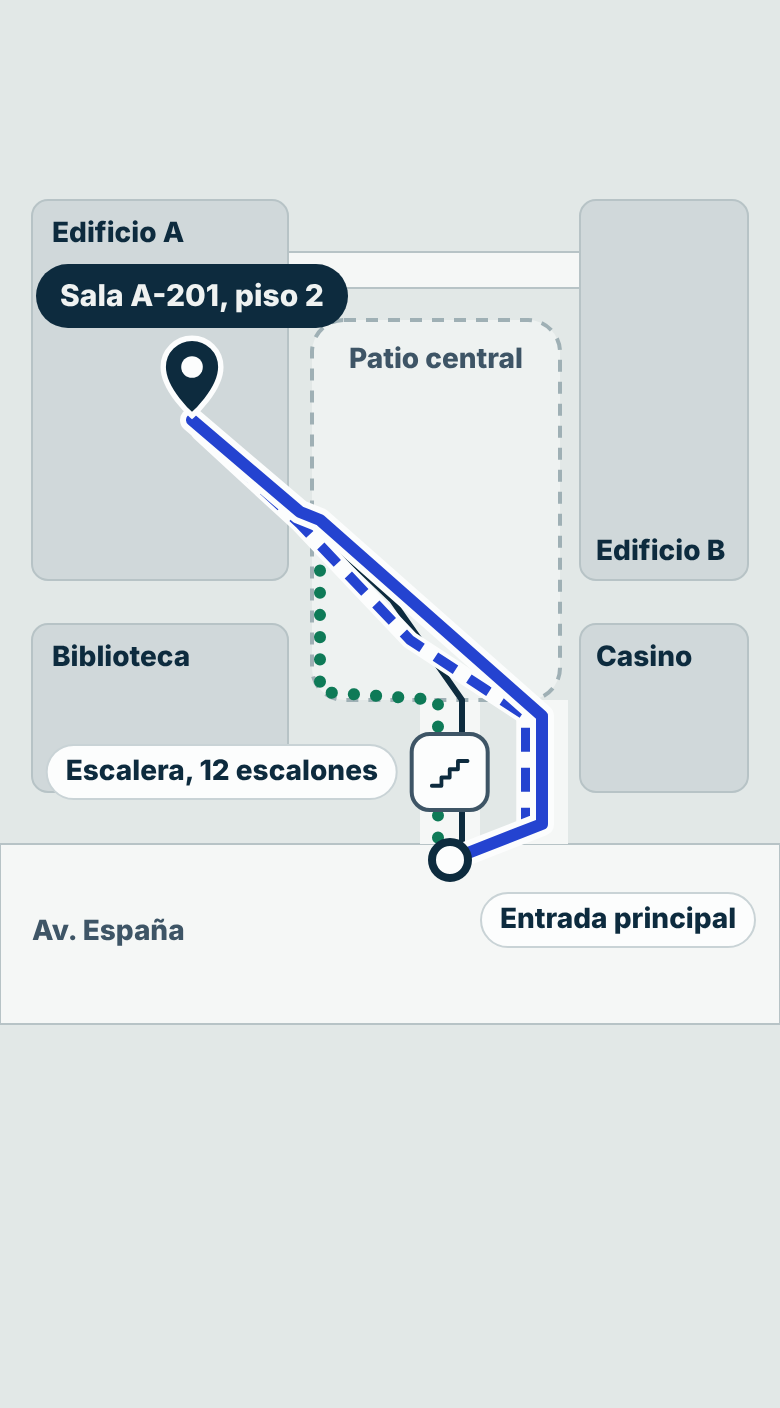 Edificio A
Sala A-201, piso 2
Patio central
Edificio B
Biblioteca
Casino
Escalera, 12 escalones
Entrada principal
Av. España